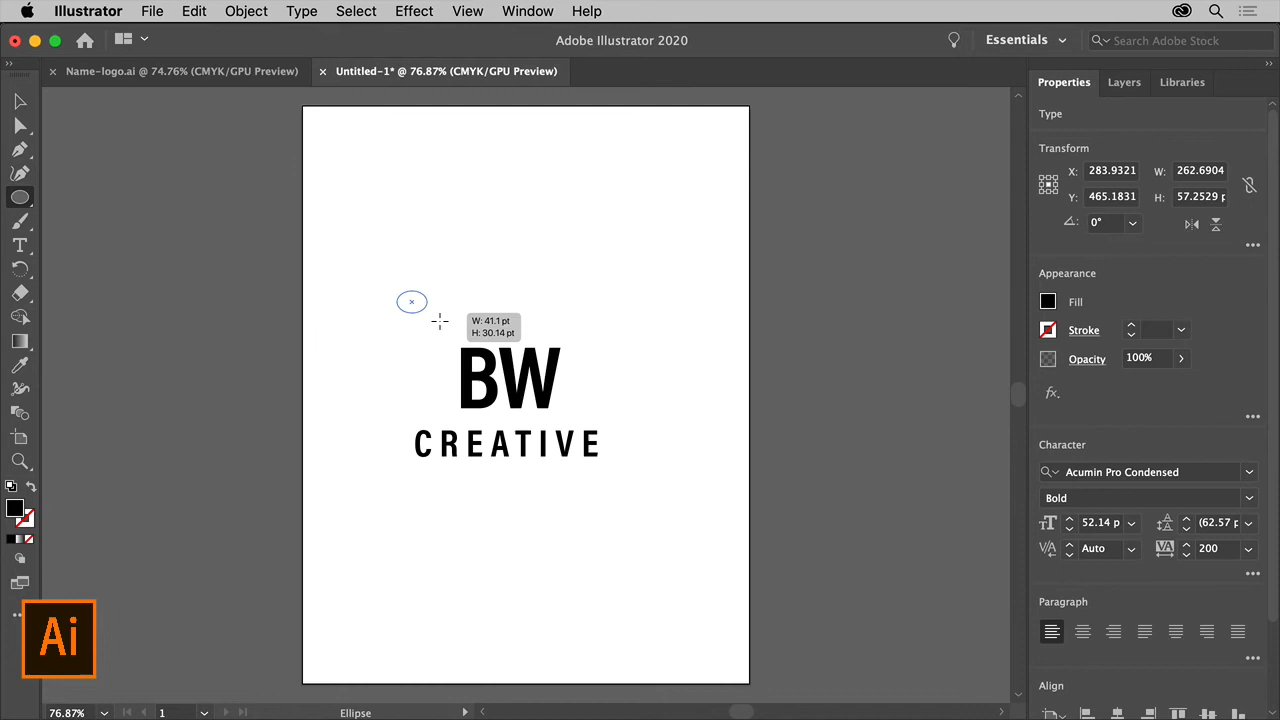 Illustrator File Edit Object Type Select Effect View Window Help
Adobe Illustrator 2020
Essentials
Search Adobe Stock
Name-logo.ai @ 74.76% (CMYK/GPU Preview)
Untitled-1* @ 76.87% (CMYK/GPU Preview)
Properties Layers Libraries
Type
Transform
X: 283.9321 W: 262.6904
Y: 465.1831 H: 57.2529 p
0°
Appearance
Fill
Stroke
Opacity 100%
fx.
Character
Acumin Pro Condensed
Bold
52.14 p (62.57 p
Auto 200
Paragraph
Align
W: 41.1 pt
H: 30.14 pt
BW
CREATIVE
Ai
76.87% 1 Ellipse